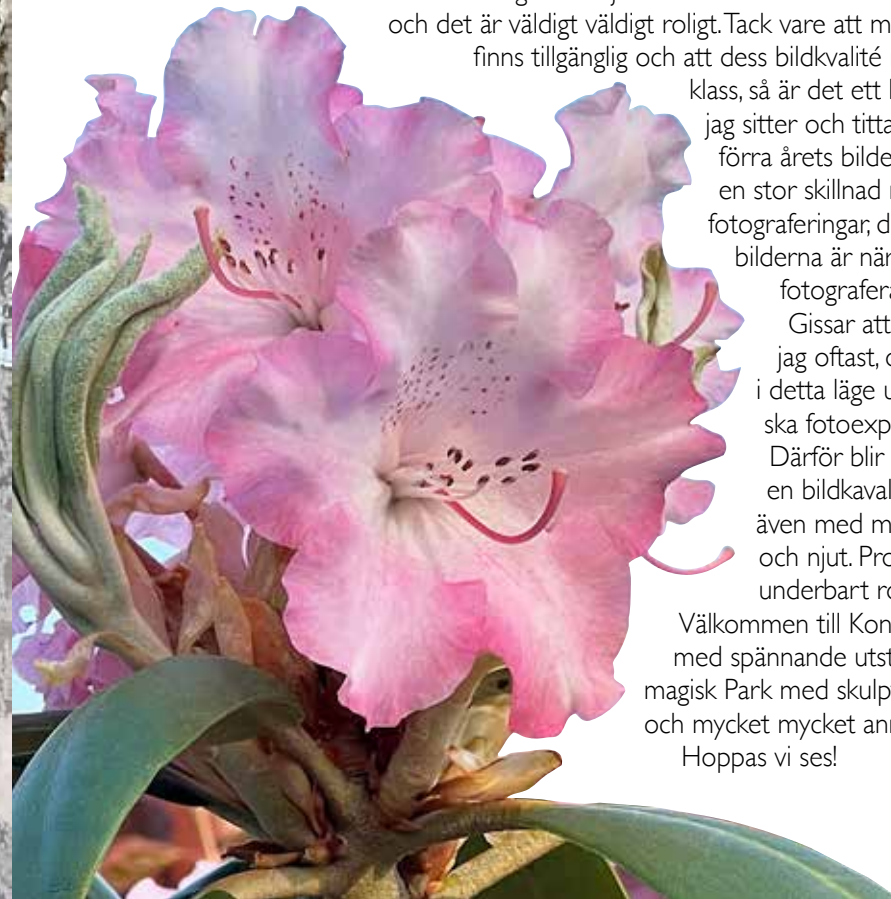 och det är väldigt väldigt roligt. Tack vare att m
finns tillgänglig och att dess bildkvalité
klass, så är det ett
jag sitter och titta
förra årets bilde
en stor skillnad
fotograferingar, d
bilderna är när
fotografera
Gissar att
jag oftast,
i detta läge u
ska fotoexp
Därför blir
en bildkaval
även med m
och njut. Pro
underbart ro
Välkommen till Kon
med spännande utst
magisk Park med skulp
och mycket mycket ann
Hoppas vi ses!